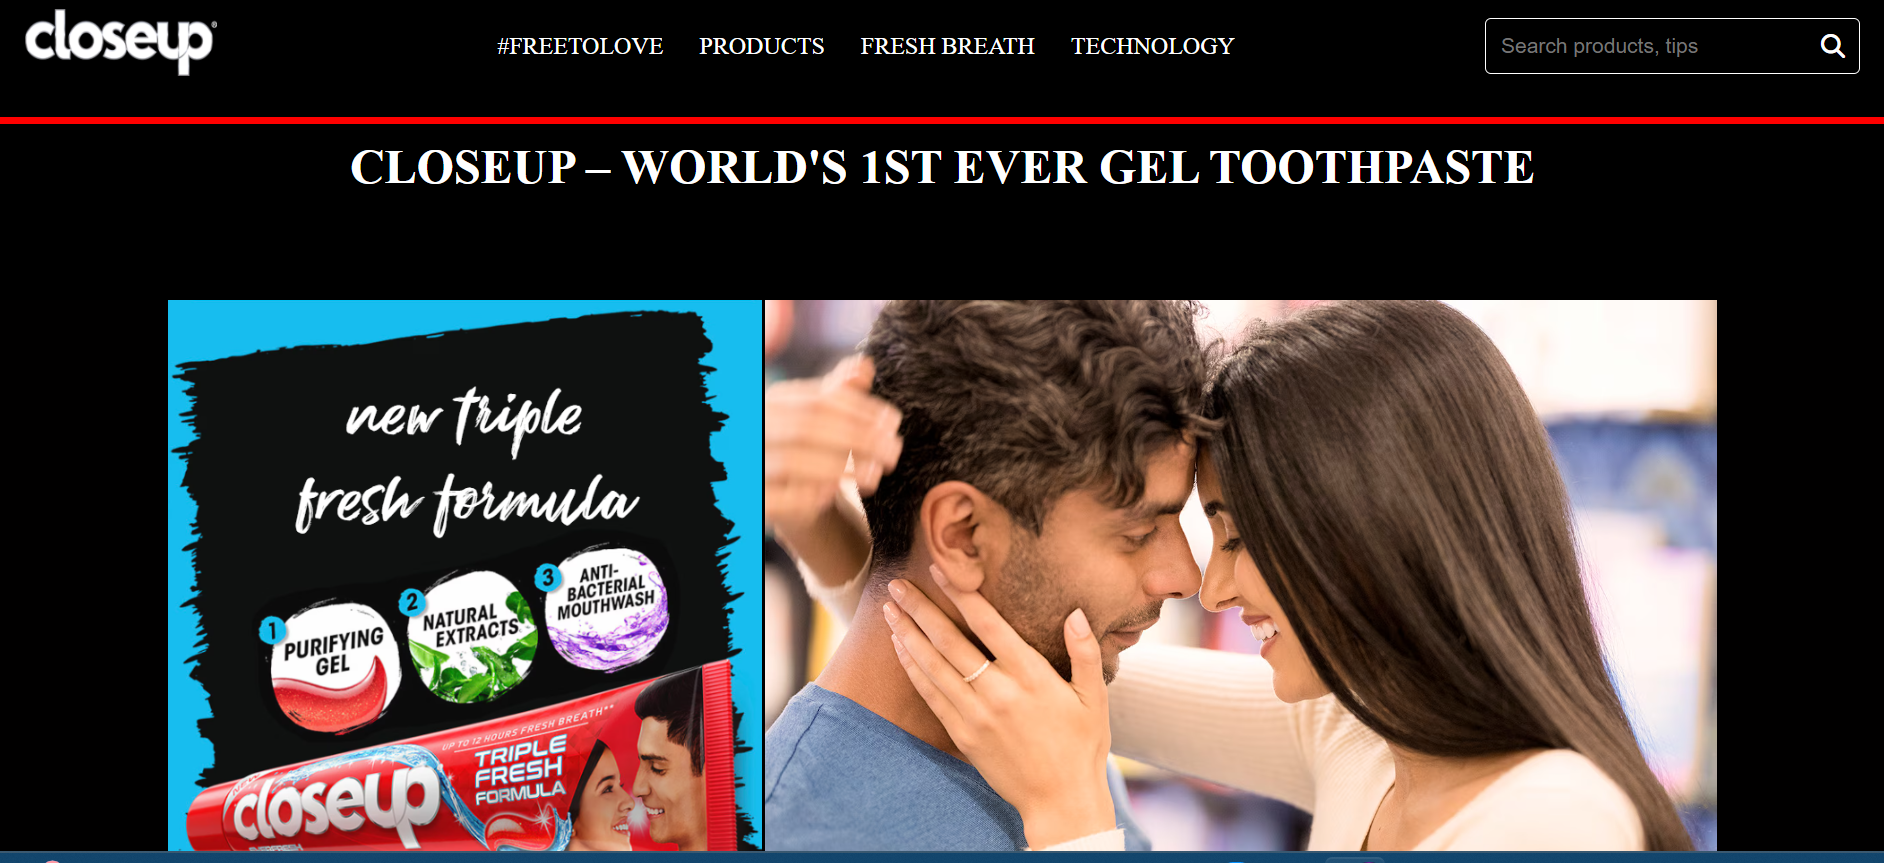 closeup®
#FREETOLOVE
PRODUCTS
FRESH BREATH
TECHNOLOGY
Search products, tips
CLOSEUP – WORLD'S 1ST EVER GEL TOOTHPASTE
new triple
fresh formula
1
PURIFYING
GEL
2
NATURAL
EXTRACTS
3
ANTI-
BACTERIAL
MOUTHWASH
UP TO 12 HOURS FRESH BREATH**
TRIPLE
FRESH
FORMULA
closeup